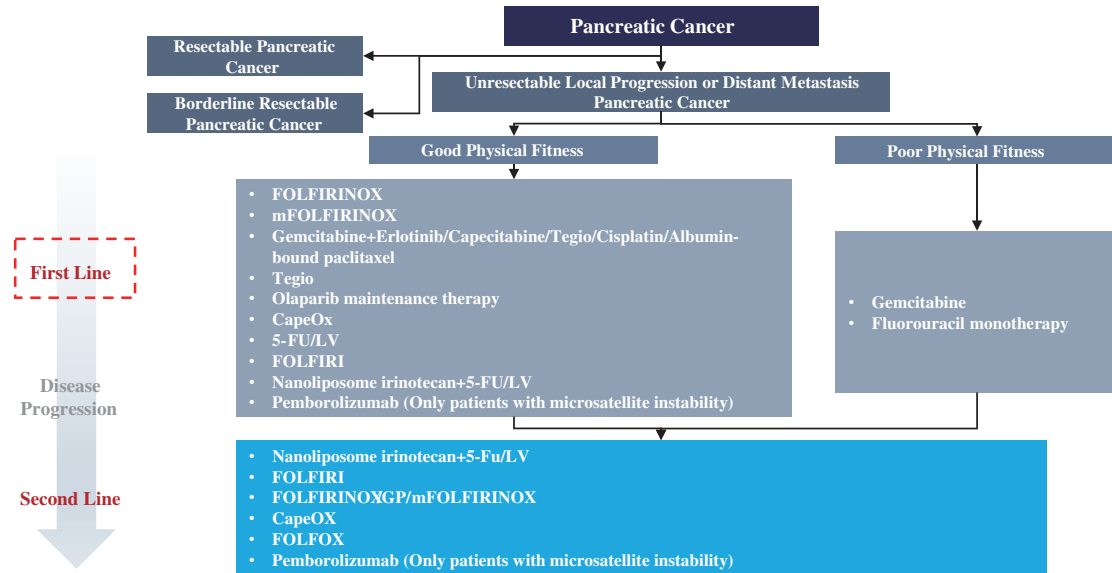 Pancreatic Cancer
Resectable Pancreatic
Cancer
Unresectable Local Progression or Distant Metastasis
Pancreatic Cancer
Borderline Resectable
Pancreatic Cancer
Good Physical Fitness
Poor Physical Fitness
• FOLFIRINOX
• mFOLFIRINOX
• Gemcitabine+Erlotinib/Capecitabine/Tegio/Cisplatin/Albumin-
bound paclitaxel
• Tegio
• Olaparib maintenance therapy
• CapeOx
• 5-FU/LV
• FOLFIRI
• Nanoliposome irinotecan+5-FU/LV
• Pemborolizumab (Only patients with microsatellite instability)
• Gemcitabine
• Fluorouracil monotherapy
First Line
Disease
Progression
Second Line
• Nanoliposome irinotecan+5-Fu/LV
• FOLFIRI
• FOLFIRINOX/GP/mFOLFIRINOX
• CapeOX
• FOLFOX
• Pemborolizumab (Only patients with microsatellite instability)